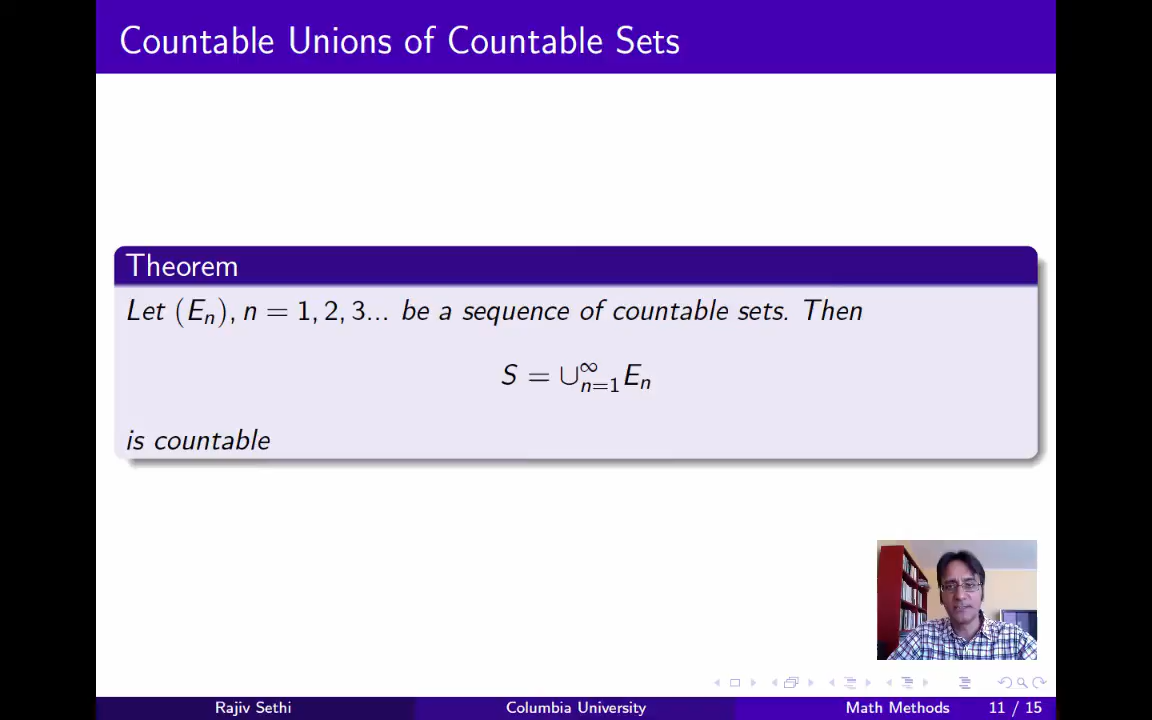 Countable Unions of Countable Sets
Theorem
Let (Eₙ), n = 1, 2, 3... be a sequence of countable sets. Then
S = ∪_{n=1}^{∞} Eₙ
is countable
Rajiv Sethi
Columbia University
Math Methods
11 / 15